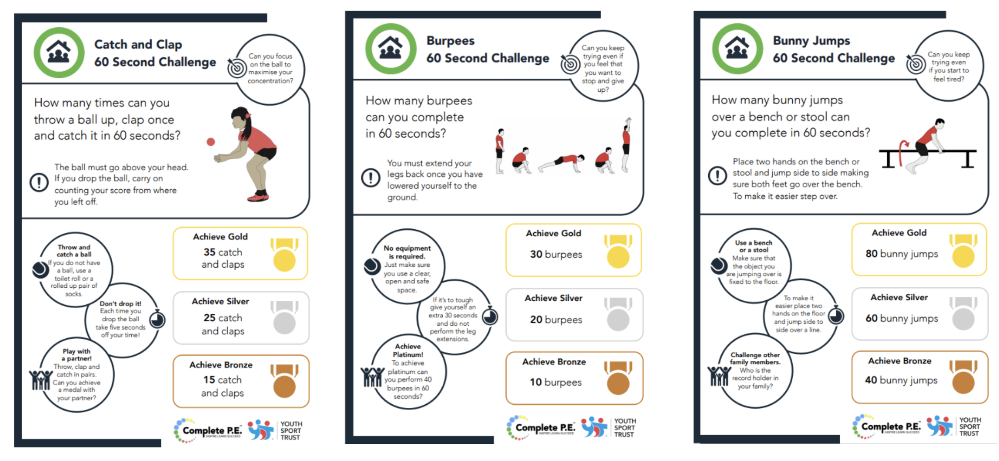 Catch and Clap
60 Second Challenge
Can you focus
on the ball to
maximise your
concentration?
How many times can you
throw a ball up, clap once
and catch it in 60 seconds?
The ball must go above your head.
If you drop the ball, carry on
counting your score from where
you left off.
Throw and
catch a ball
If you do not have
a ball, use a
toilet roll or a
rolled up pair of
socks.
Don't drop it!
Each time you
drop the ball
take five seconds
off your time!
Play with
a partner!
Throw, clap and
catch in pairs.
Can you achieve
a medal with
your partner?
Achieve Gold
35 catch
and claps
Achieve Silver
25 catch
and claps
Achieve Bronze
15 catch
and claps
Complete P.E.™
INSPIRE LEARN SUCCEED
YOUTH
SPORT
TRUST
Burpees
60 Second Challenge
Can you keep
trying even if
you feel that
you want to
stop and give
up?
How many burpees
can you complete
in 60 seconds?
You must extend your
legs back once you have
lowered yourself to the
ground.
No equipment
is required.
Just make sure
you use a clear,
open and safe
space.
If it's to tough
give yourself an
extra 30 seconds
and do not
perform the leg
extensions.
Achieve
Platinum!
To achieve
platinum can
you perform 40
burpees in 60
seconds?
Achieve Gold
30 burpees
Achieve Silver
20 burpees
Achieve Bronze
10 burpees
Complete P.E.™
INSPIRE LEARN SUCCEED
YOUTH
SPORT
TRUST
Bunny Jumps
60 Second Challenge
Can you keep
trying even
if you start to
feel tired?
How many bunny jumps
over a bench or stool can
you complete in 60 seconds?
Place two hands on the bench or
stool and jump side to side making
sure both feet go over the bench.
To make it easier step over.
Use a bench
or a stool
Make sure that
the object you
are jumping over is
fixed to the floor.
To make it
easier place two
hands on the floor
and jump side to
side over a line.
Challenge other
family members.
Who is the
record holder in
your family?
Achieve Gold
80 bunny jumps
Achieve Silver
60 bunny jumps
Achieve Bronze
40 bunny jumps
Complete P.E.™
INSPIRE LEARN SUCCEED
YOUTH
SPORT
TRUST